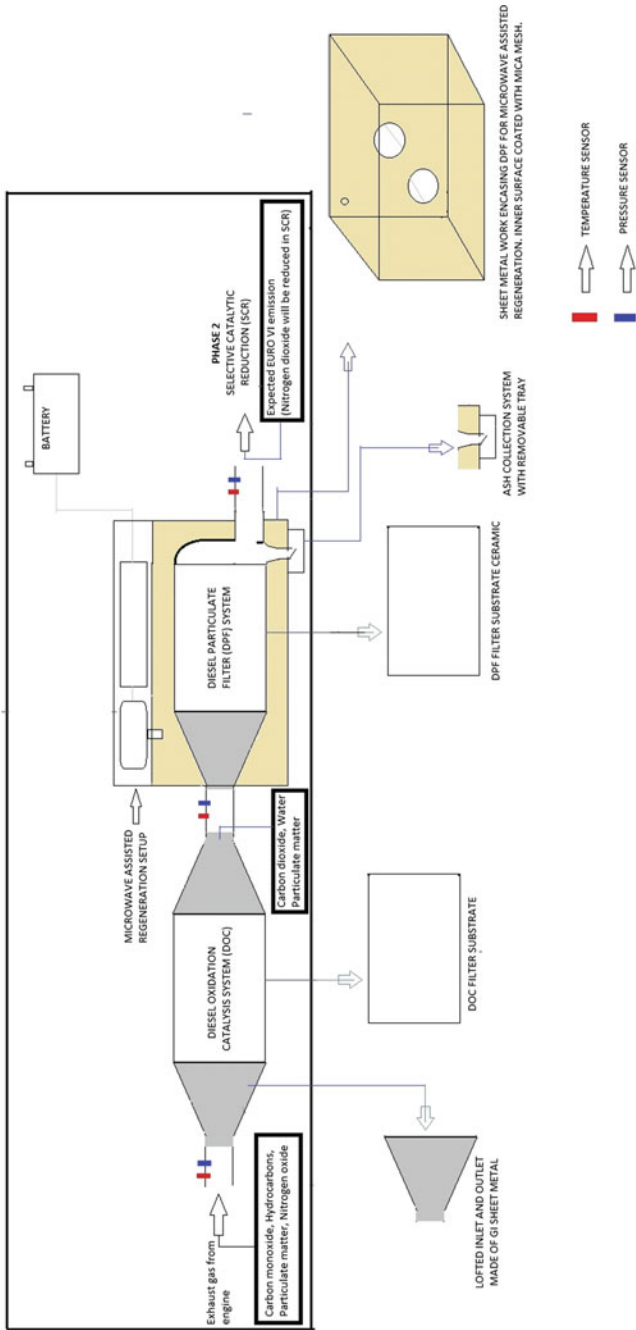 BATTERY
PHASE 2
SELECTIVE CATALYTIC
REDUCTION (SCR)
Expected EURO VI emission
(Nitrogen dioxide will be reduced in SCR)
MICROWAVE ASSISTED
REGENERATION SETUP
DIESEL PARTICULATE
FILTER (DPF) SYSTEM
DIESEL OXIDATION
CATALYSIS SYSTEM (DOC)
Carbon dioxide, Water
Particulate matter
Exhaust gas from
engine
Carbon monoxide, Hydrocarbons,
Particulate matter, Nitrogen oxide
LOFTED INLET AND OUTLET
MADE OF GI SHEET METAL
DOC FILTER SUBSTRATE
DPF FILTER SUBSTRATE CERAMIC
ASH COLLECTION SYSTEM
WITH REMOVABLE TRAY
SHEET METAL WORK ENCASING DPF FOR MICROWAVE ASSISTED
REGENERATION. INNER SURFACE COATED WITH MICA MESH.
TEMPERATURE SENSOR
PRESSURE SENSOR